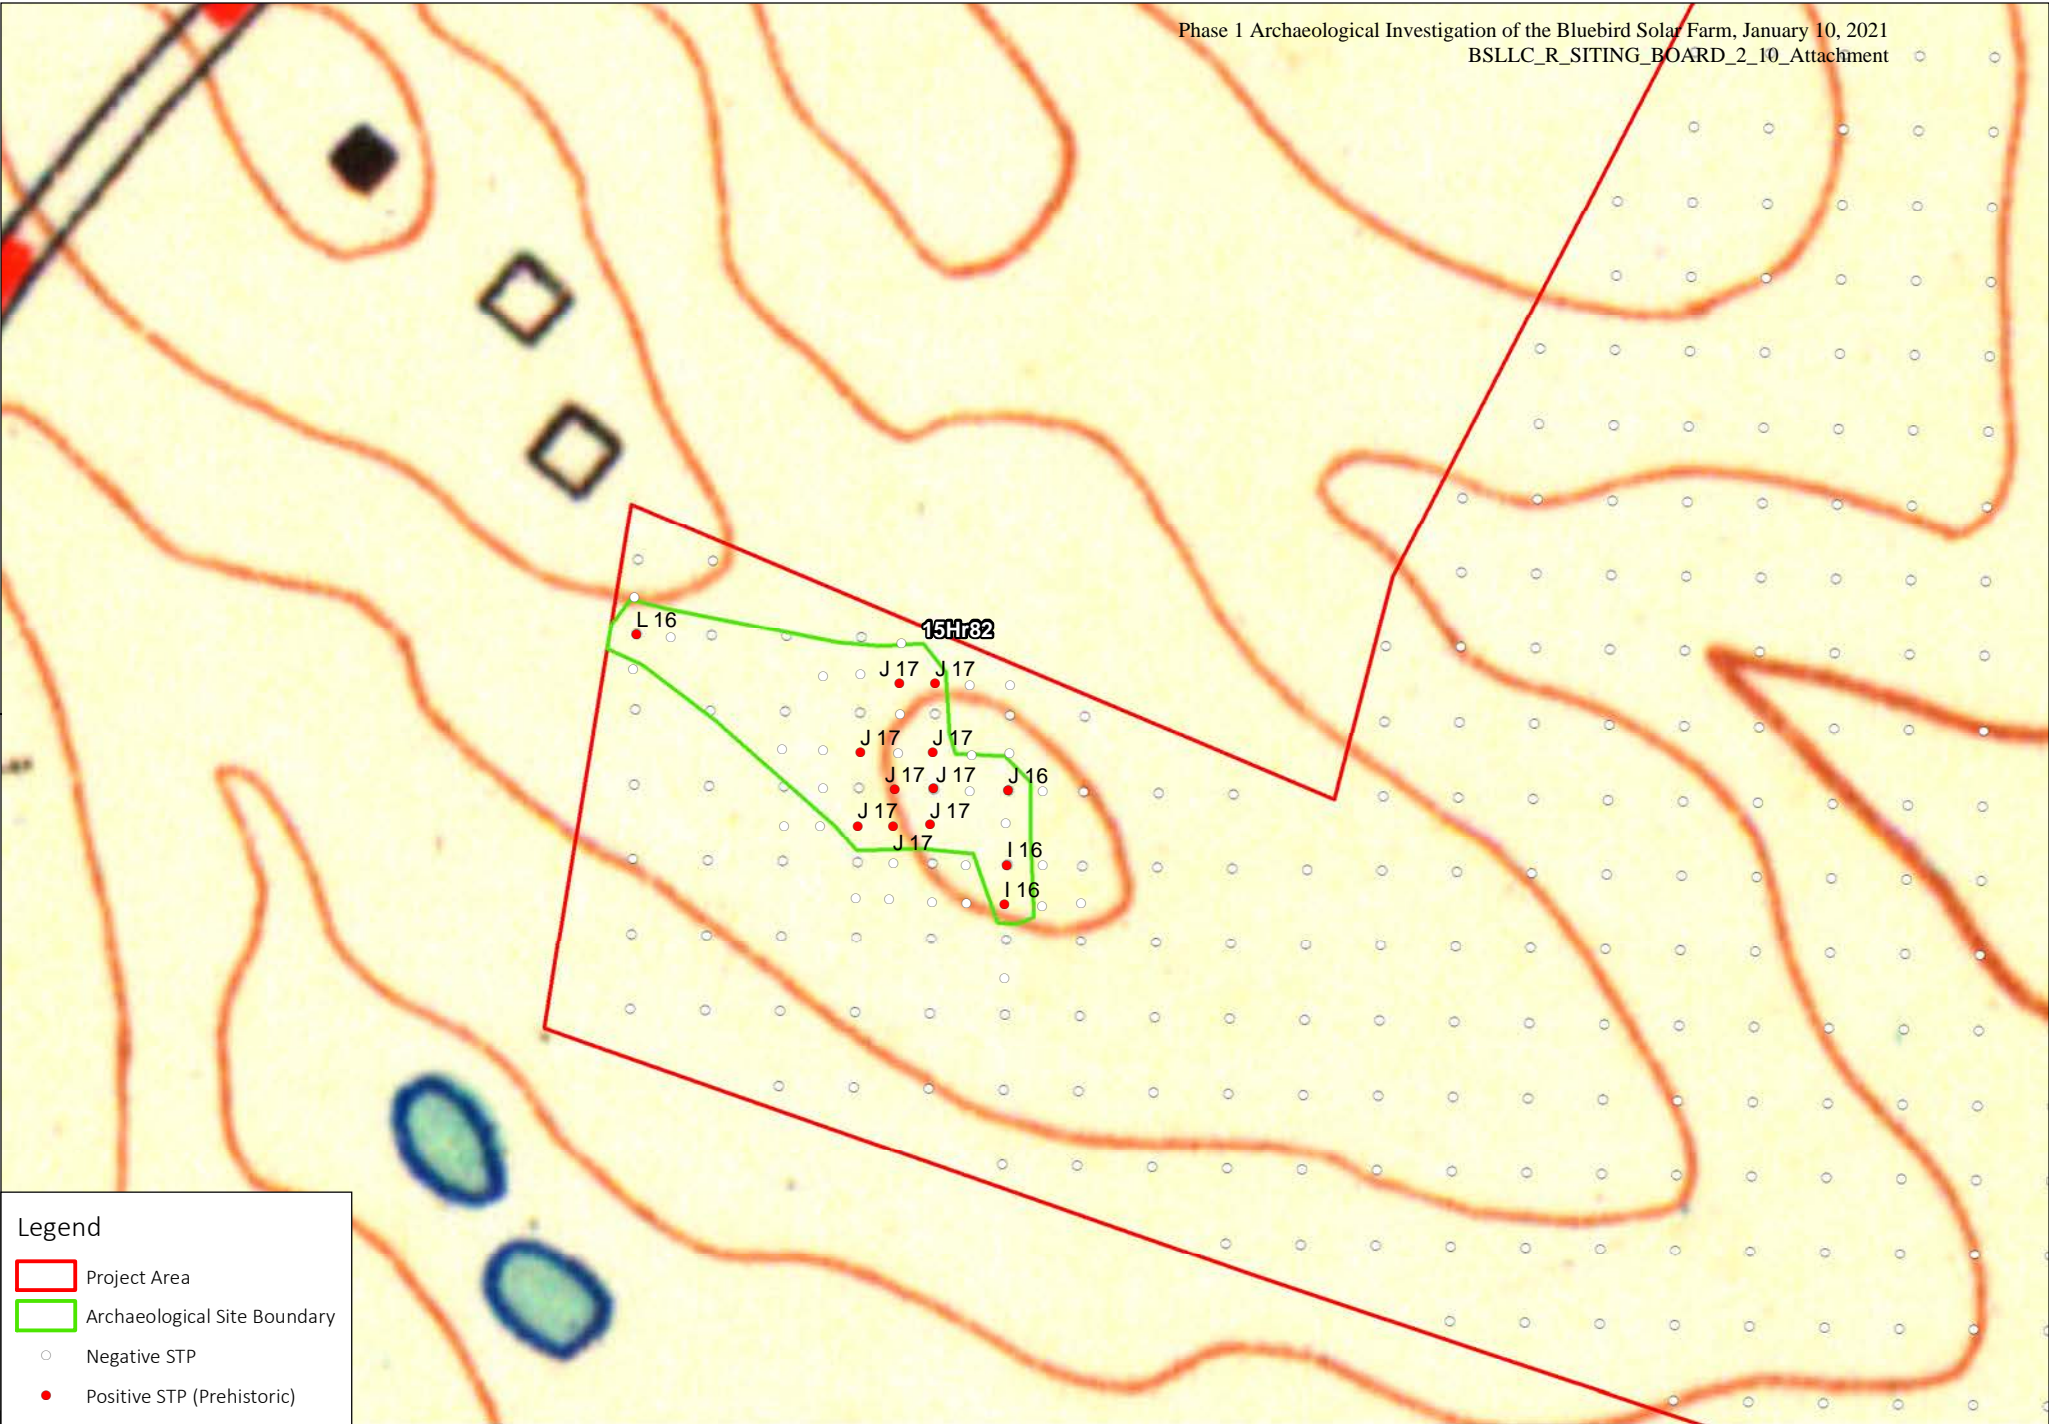 Phase 1 Archaeological Investigation of the Bluebird Solar Farm, January 10, 2021
BSLLC_R_SITING_BOARD_2_10_Attachment
L 16
15Hr82
J 17
J 17
J 17
J 17
J 17
J 17
J 16
J 17
J 17
J 17
I 16
I 16
Legend
Project Area
Archaeological Site Boundary
Negative STP
Positive STP (Prehistoric)